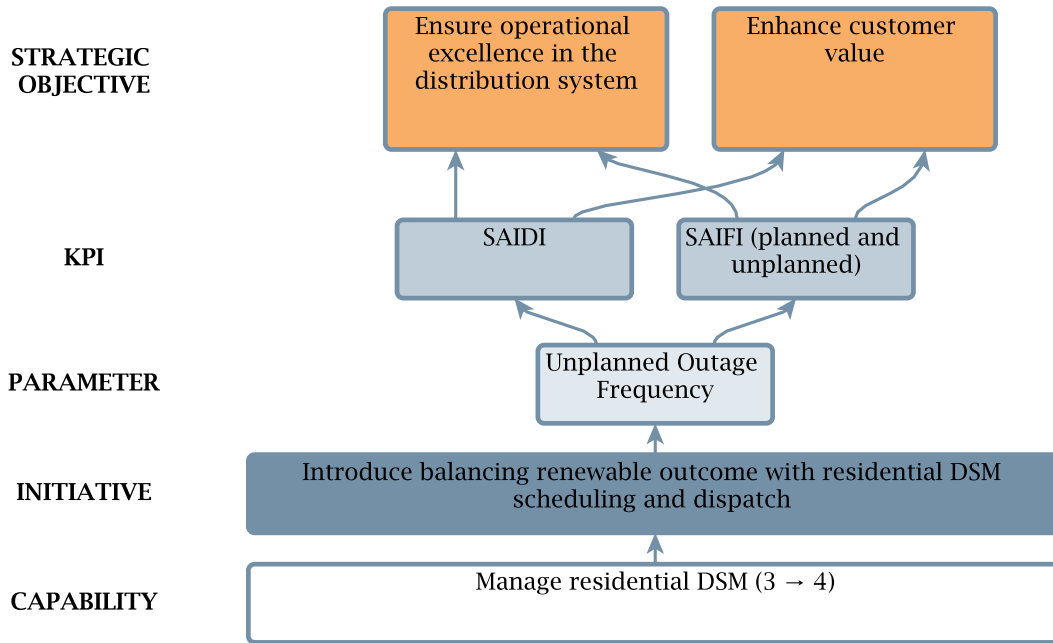 STRATEGIC
OBJECTIVE
Ensure operational
excellence in the
distribution system
Enhance customer
value
KPI
SAIDI
SAIFI (planned and
unplanned)
PARAMETER
Unplanned Outage
Frequency
INITIATIVE
Introduce balancing renewable outcome with residential DSM
scheduling and dispatch
CAPABILITY
Manage residential DSM (3 → 4)